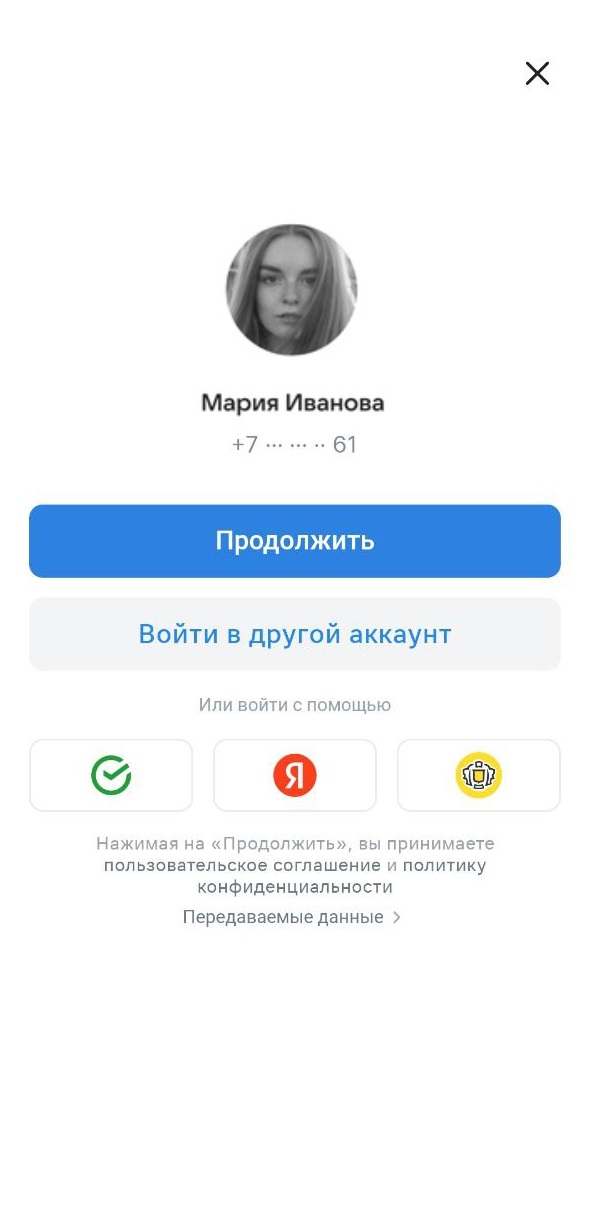 Мария Иванова
+7 ··· ··· ·· 61
Продолжить
Войти в другой аккаунт
Или войти с помощью
Я
Нажимая на «Продолжить», вы принимаете
пользовательское соглашение и политику
конфиденциальности
Передаваемые данные